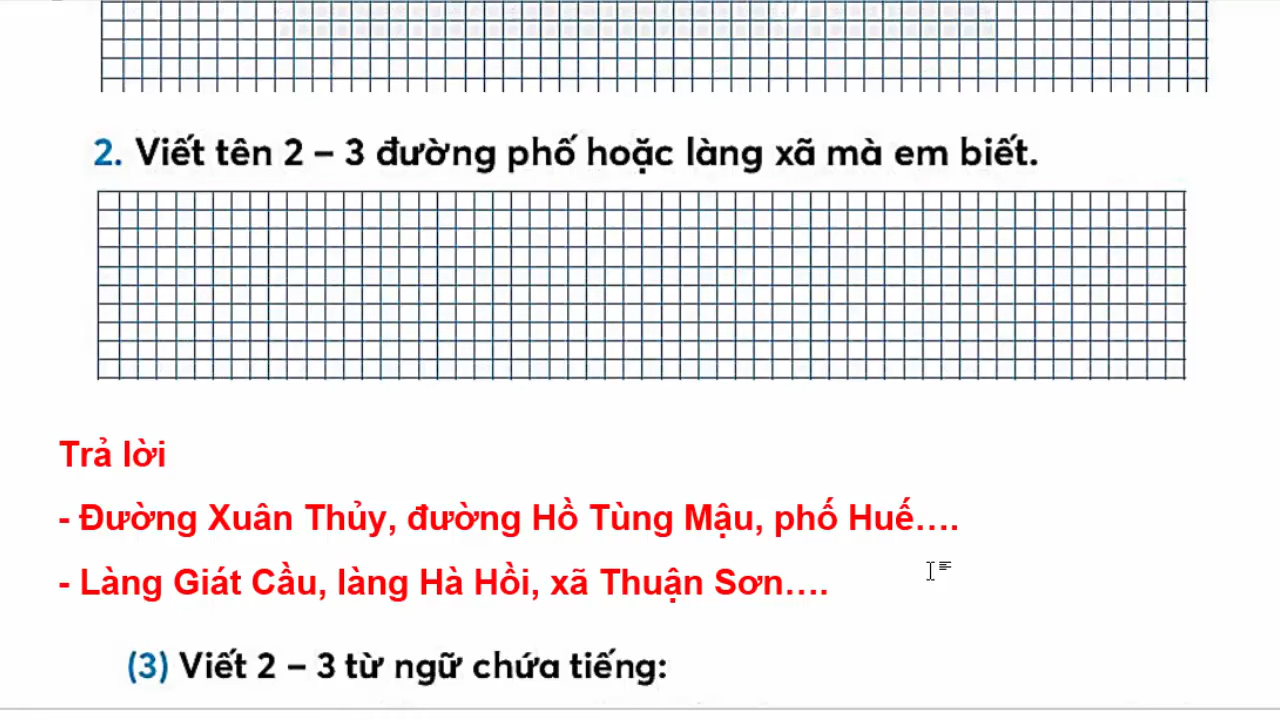 2. Viết tên 2 – 3 đường phố hoặc làng xã mà em biết.
Trả lời
- Đường Xuân Thủy, đường Hồ Tùng Mậu, phố Huế….
- Làng Giát Cầu, làng Hà Hồi, xã Thuận Sơn….
(3) Viết 2 – 3 từ ngữ chứa tiếng: